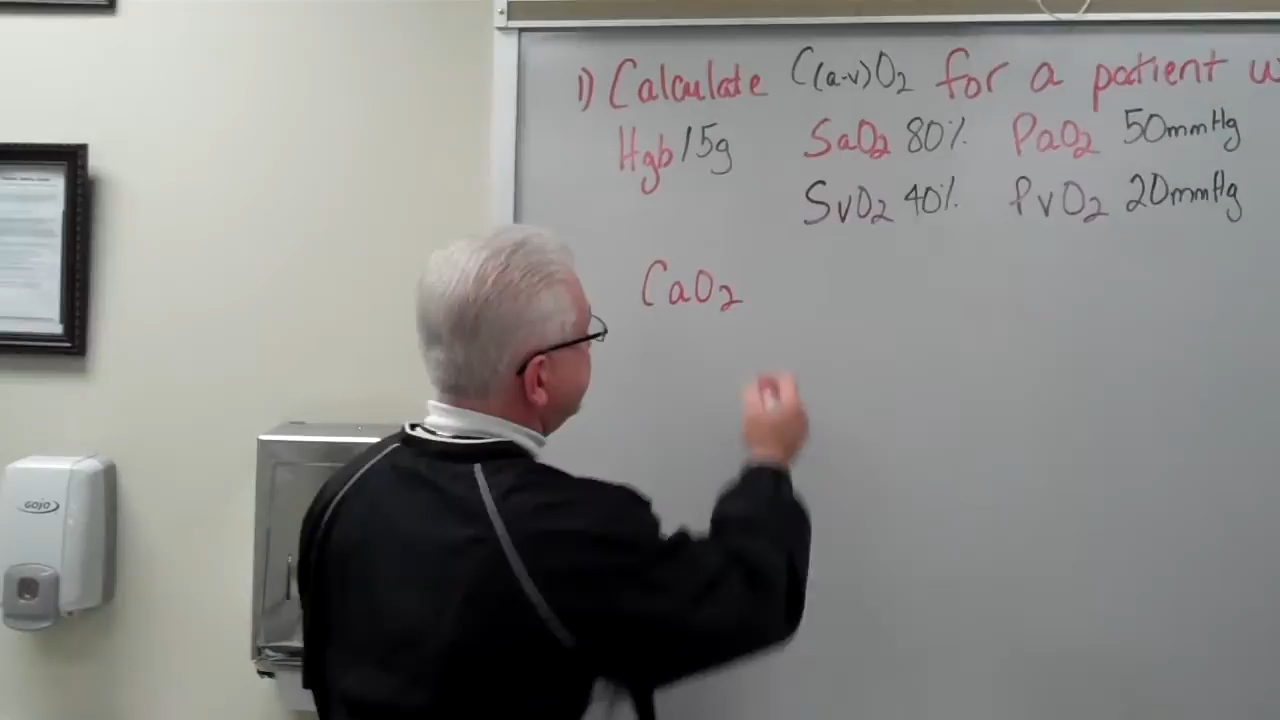 1) Calculate C(a-v)O2 for a patient w
Hgb 15g SaO2 80% PaO2 50mmHg
SvO2 40% PvO2 20mmHg
CaO2
GOJO